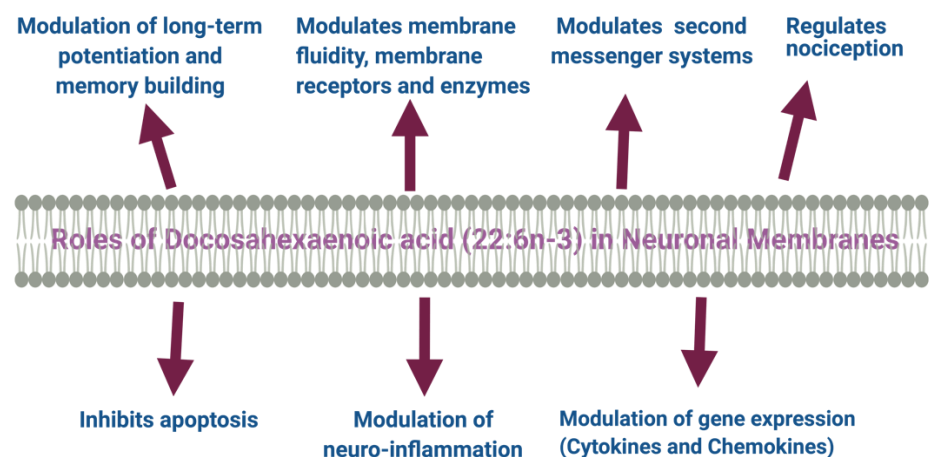 Modulation of long-term
potentiation and
memory building
Modulates membrane
fluidity, membrane
receptors and enzymes
Modulates second
messenger systems
Regulates
nociception
Roles of Docosahexaenoic acid (22:6n-3) in Neuronal Membranes
Inhibits apoptosis
Modulation of
neuro-inflammation
Modulation of gene expression
(Cytokines and Chemokines)